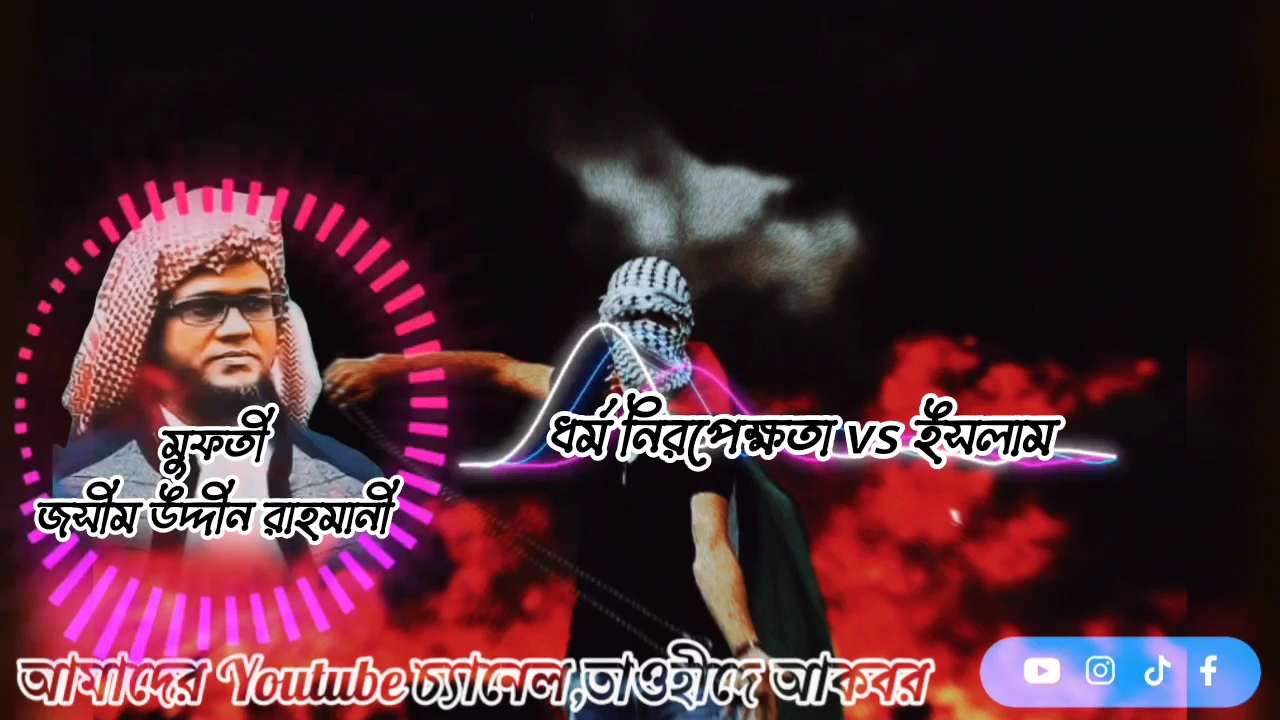 মুফতী
জসীম উদ্দীন রাহমানী
ধর্ম নিরপেক্ষতা vs ইসলাম
আমাদের Youtube চ্যানেল,তাওহীদে আকবর